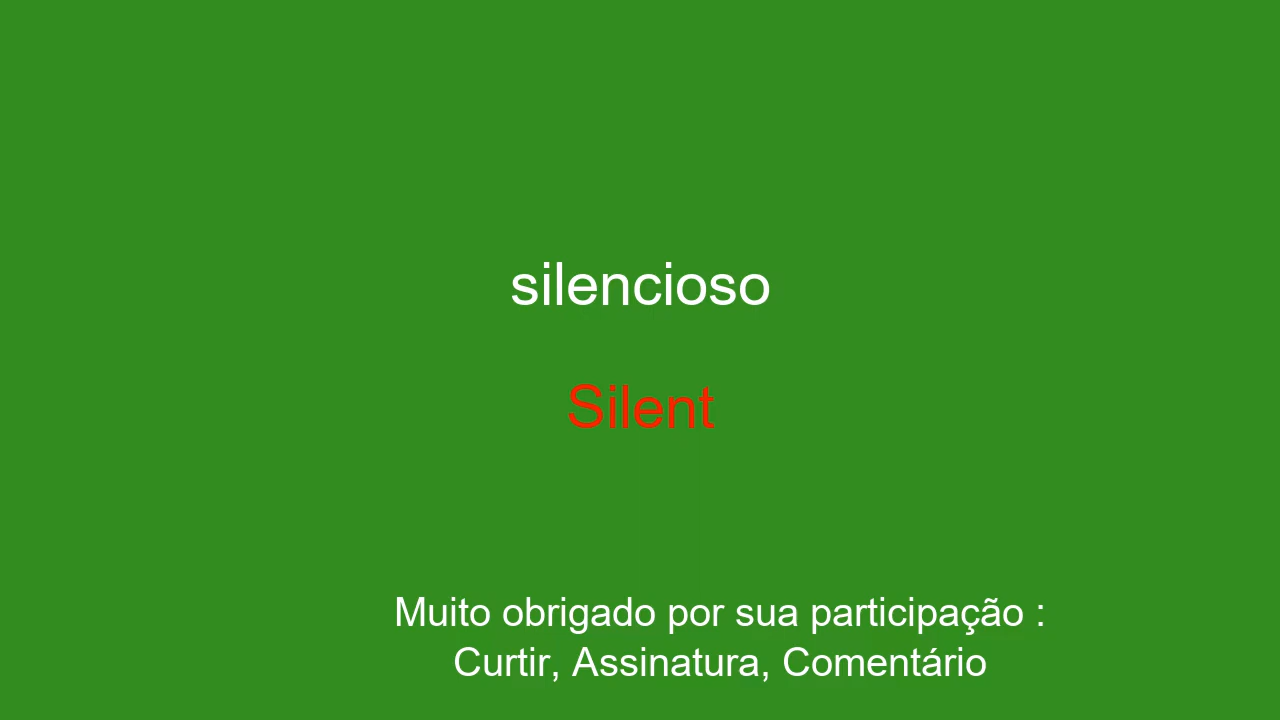 silencioso
Silent
Muito obrigado por sua participação :
Curtir, Assinatura, Comentário